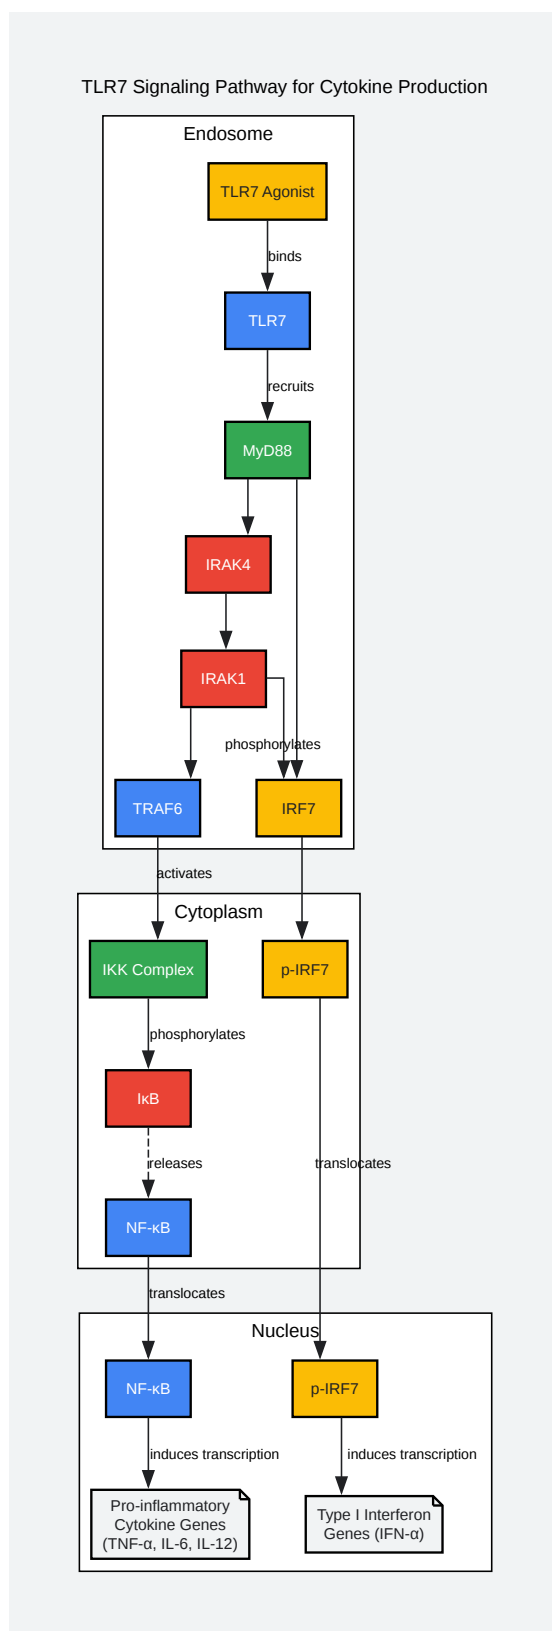 TLR7 Signaling Pathway for Cytokine Production
Endosome
TLR7 Agonist
binds
TLR7
recruits
MyD88
IRAK4
IRAK1
phosphorylates
TRAF6
IRF7
activates
Cytoplasm
IKK Complex
p-IRF7
phosphorylates
IκB
releases
translocates
NF-κB
translocates
Nucleus
NF-κB
p-IRF7
induces transcription
induces transcription
Pro-inflammatory
Cytokine Genes
(TNF-α, IL-6, IL-12)
Type I Interferon
Genes (IFN-α)